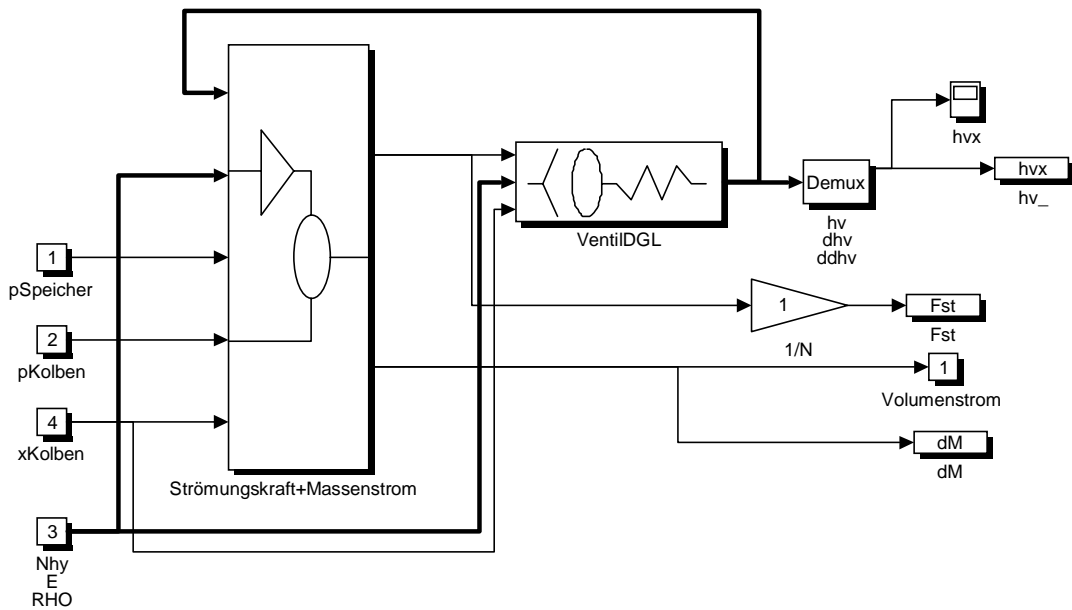 hvx
hvx
hv_
Demux
hv
dhv
ddhv
VentilDGL
1
pSpeicher
2
pKolben
4
xKolben
3
Nhy
E
RHO
Strömungskraft+Massenstrom
1
1/N
Fst
Fst
1
Volumenstrom
dM
dM